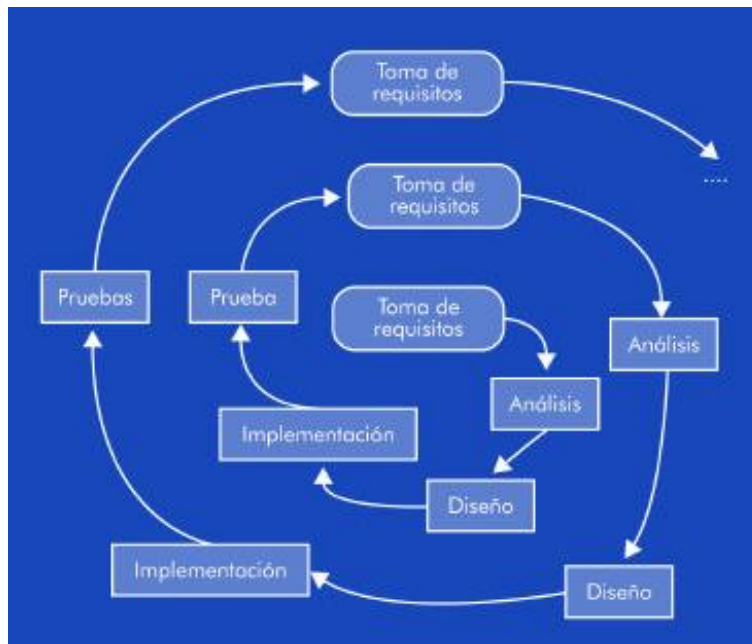 Toma de
requisitos
....
Toma de
requisitos
Pruebas
Prueba
Toma de
requisitos
Análisis
Análisis
Implementación
Diseño
Implementación
Diseño